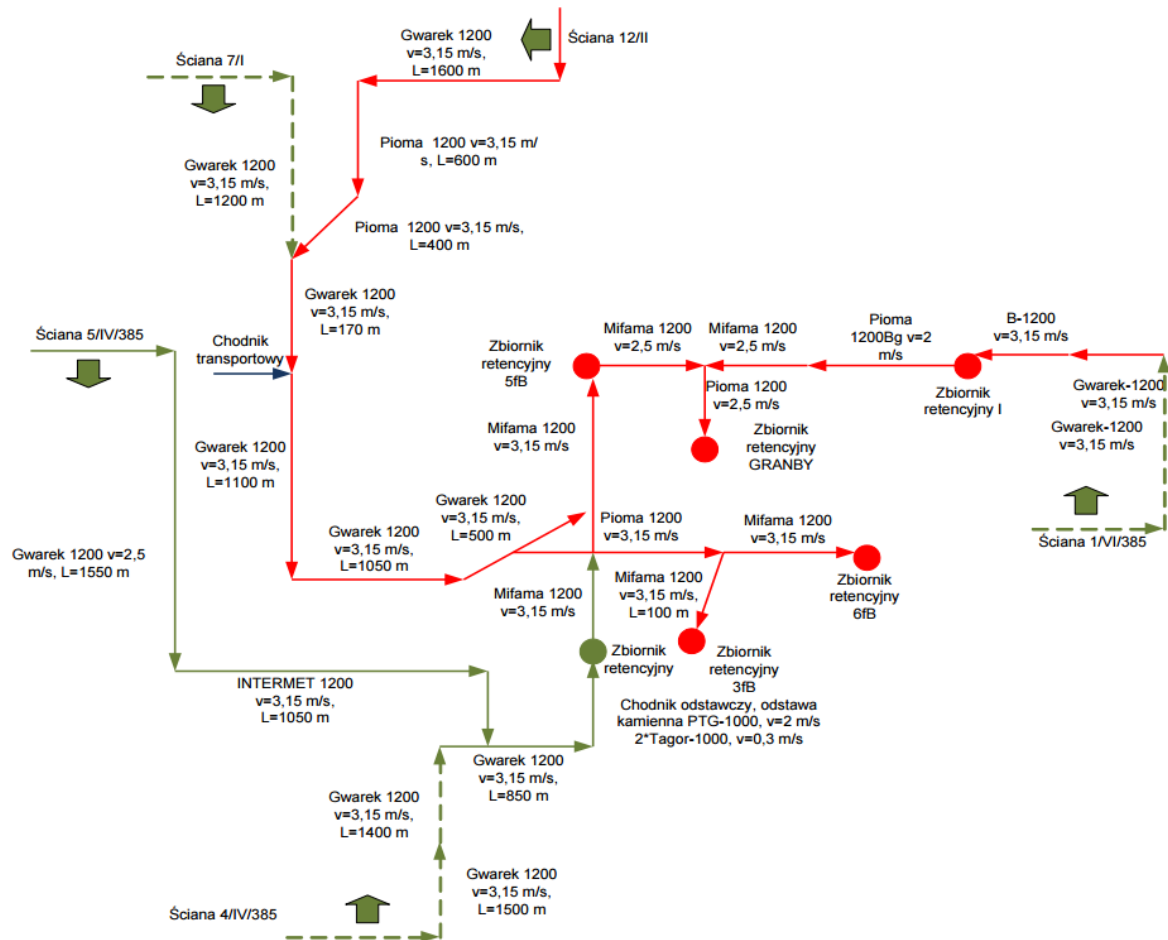 Gwarek 1200
v=3,15 m/s,
L=1600 m
Ściana 12/II
Ściana 7/I
Pioma  1200 v=3,15 m/
s, L=600 m
Gwarek 1200
v=3,15 m/s,
L=1200 m
Pioma  1200 v=3,15 m/s,
L=400 m
Gwarek 1200
v=3,15 m/s,
L=170 m
Ściana 5/IV/385
Chodnik
transportowy
Zbiornik
retencyjny
5fB
Mifama 1200
v=2,5 m/s
Mifama 1200
v=2,5 m/s
Pioma
1200Bg v=2
m/s
B-1200
v=3,15 m/s
Pioma 1200
v=2,5 m/s
Zbiornik
retencyjny I
Gwarek-1200
v=3,15 m/s
Gwarek-1200
v=3,15 m/s
Mifama 1200
v=3,15 m/s
Zbiornik
retencyjny
GRANBY
Gwarek 1200
v=3,15 m/s,
L=1100 m
Gwarek 1200
v=3,15 m/s,
L=500 m
Pioma 1200
v=3,15 m/s
Mifama 1200
v=3,15 m/s
Ściana 1/VI/385
Gwarek 1200
v=3,15 m/s,
L=1050 m
Gwarek 1200 v=2,5
m/s, L=1550 m
Mifama 1200
v=3,15 m/s
Mifama 1200
v=3,15 m/s,
L=100 m
Zbiornik
retencyjny
6fB
Zbiornik
retencyjny
Zbiornik
retencyjny
3fB
INTERMET 1200
v=3,15 m/s,
L=1050 m
Chodnik odstawczy, odstawa
kamienna PTG-1000, v=2 m/s
2*Tagor-1000, v=0,3 m/s
Gwarek 1200
v=3,15 m/s,
L=850 m
Gwarek 1200
v=3,15 m/s,
L=1400 m
Gwarek 1200
v=3,15 m/s,
L=1500 m
Ściana 4/IV/385